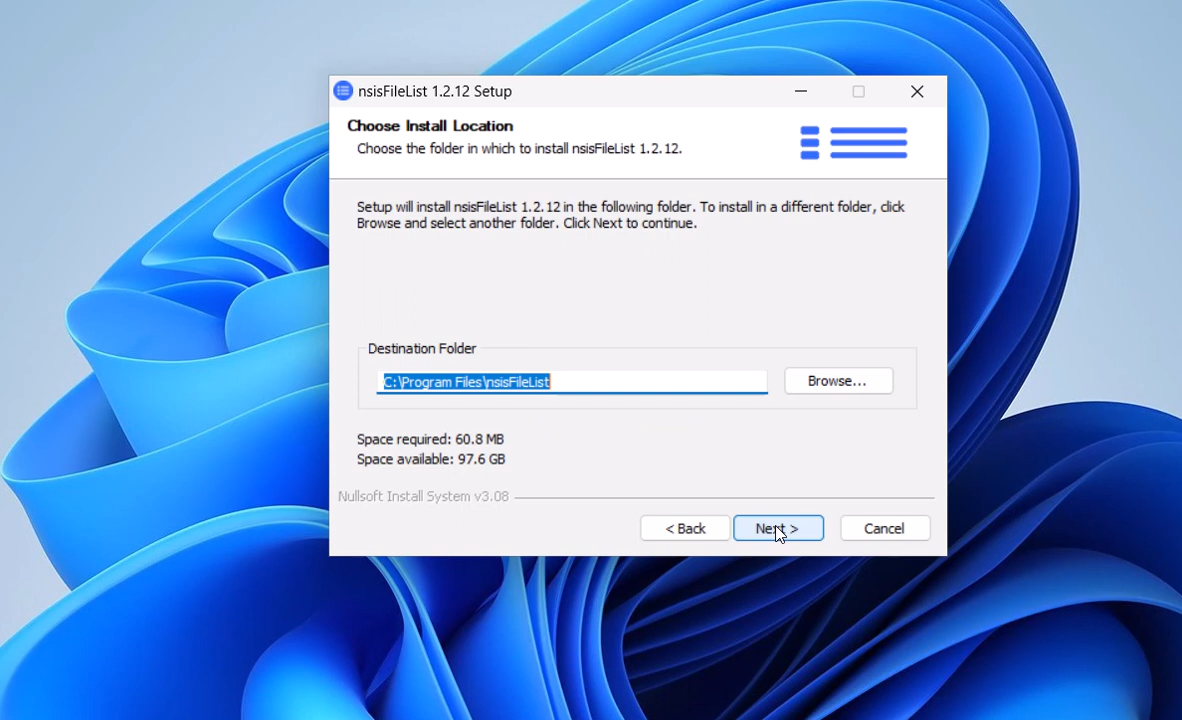 nsisFileList 1.2.12 Setup
Choose Install Location
Choose the folder in which to install nsisFileList 1.2.12.
Setup will install nsisFileList 1.2.12 in the following folder. To install in a different folder, click
Browse and select another folder. Click Next to continue.
Destination Folder
C:\Program Files\nsisFileList
Browse...
Space required: 60.8 MB
Space available: 97.6 GB
Nullsoft Install System v3.08
< Back
Next >
Cancel